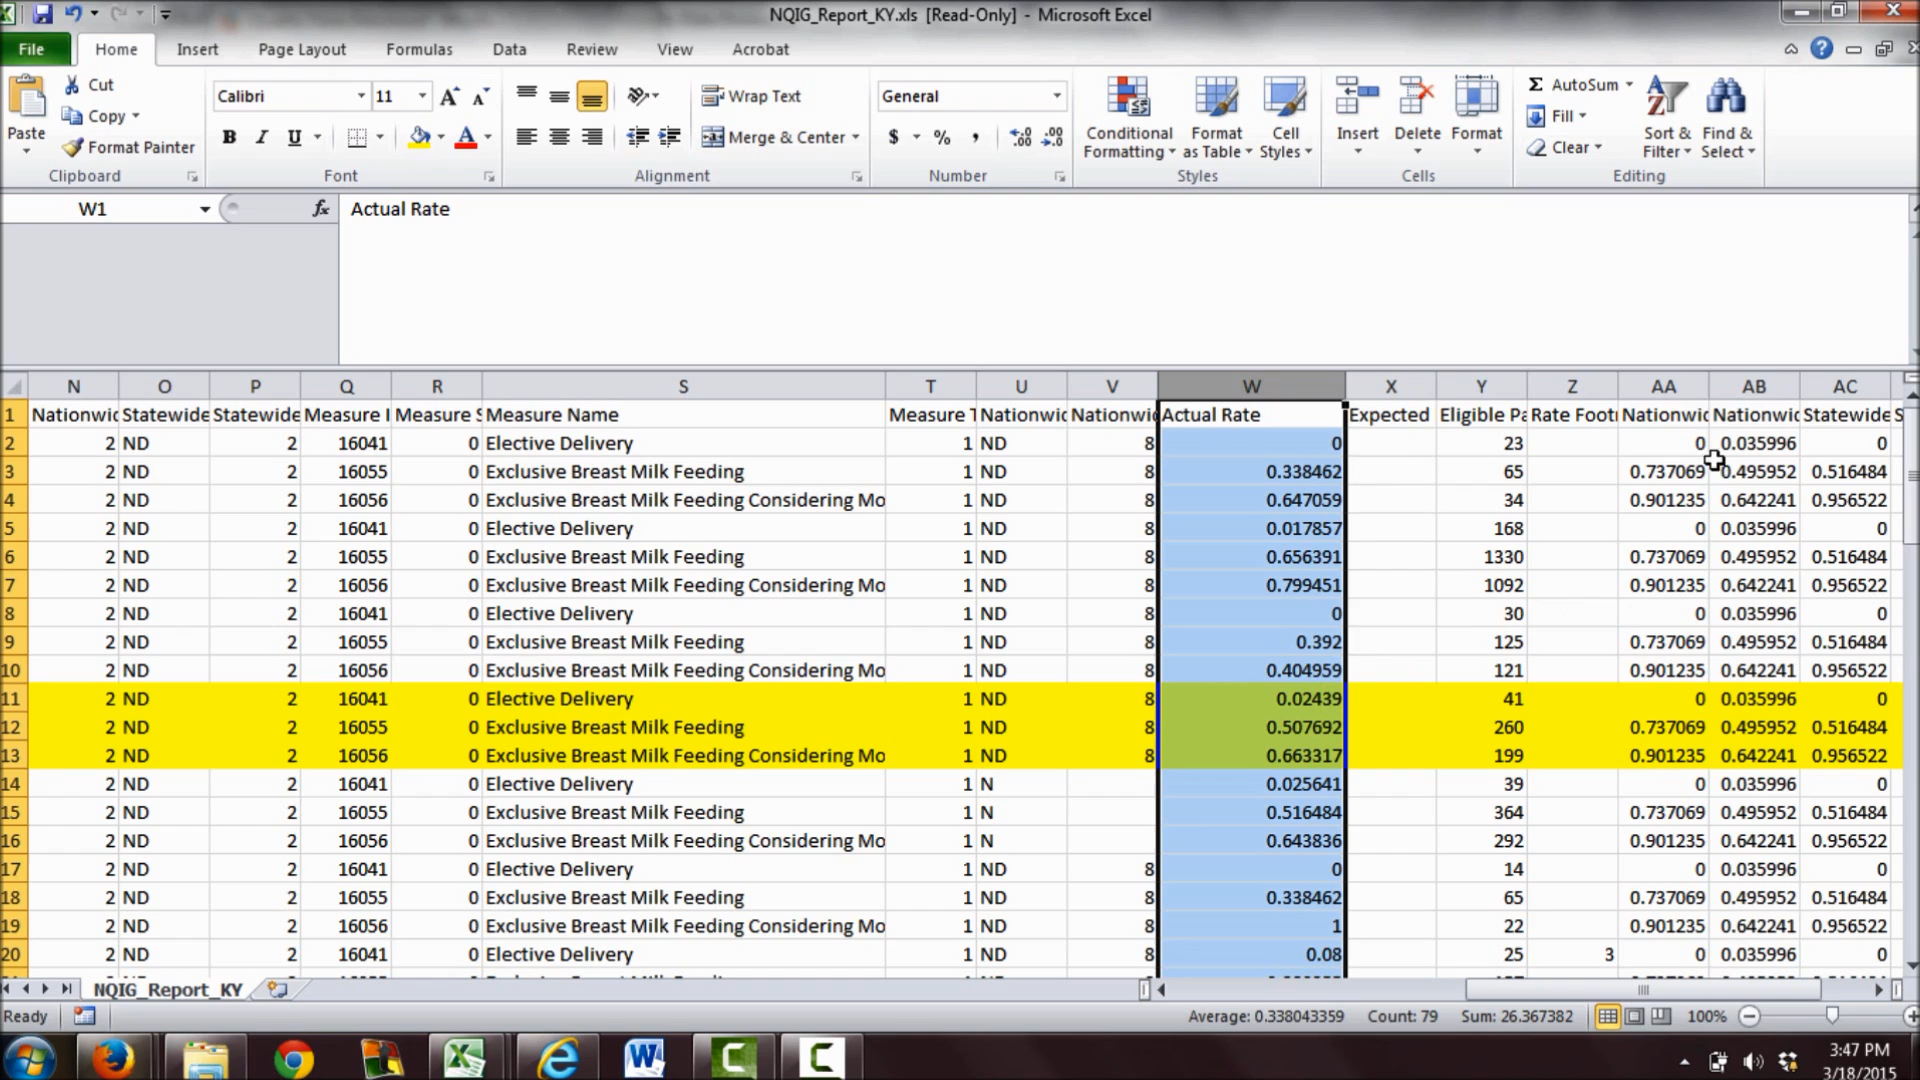 NQIG_Report_KY.xls [Read-Only] - Microsoft Excel
File Home Insert Page Layout Formulas Data Review View Acrobat
Cut Calibri 11 Wrap Text General AutoSum
Copy Fill
Paste Format Painter B I U Merge & Center $ % , Conditional Formatting Format as Table Cell Styles Insert Delete Format Clear Sort & Filter Find & Select
Clipboard Font Alignment Number Styles Cells Editing
W1 fx Actual Rate
N O P Q R S T U V W X Y Z AA AB AC
1 Nationwic Statewide Statewide Measure I Measure S Measure Name Measure T Nationwic Nationwic Actual Rate Expected Eligible Pa Rate Footr Nationwic Nationwic Statewide S
2 2 ND 2 16041 0 Elective Delivery 1 ND 8 0 23 0 0.035996 0
3 2 ND 2 16055 0 Exclusive Breast Milk Feeding 1 ND 8 0.338462 65 0.737069 0.495952 0.516484
4 2 ND 2 16056 0 Exclusive Breast Milk Feeding Considering Mo 1 ND 8 0.647059 34 0.901235 0.642241 0.956522
5 2 ND 2 16041 0 Elective Delivery 1 ND 8 0.017857 168 0 0.035996 0
6 2 ND 2 16055 0 Exclusive Breast Milk Feeding 1 ND 8 0.656391 1330 0.737069 0.495952 0.516484
7 2 ND 2 16056 0 Exclusive Breast Milk Feeding Considering Mo 1 ND 8 0.799451 1092 0.901235 0.642241 0.956522
8 2 ND 2 16041 0 Elective Delivery 1 ND 8 0 30 0 0.035996 0
9 2 ND 2 16055 0 Exclusive Breast Milk Feeding 1 ND 8 0.392 125 0.737069 0.495952 0.516484
10 2 ND 2 16056 0 Exclusive Breast Milk Feeding Considering Mo 1 ND 8 0.404959 121 0.901235 0.642241 0.956522
11 2 ND 2 16041 0 Elective Delivery 1 ND 8 0.02439 41 0 0.035996 0
12 2 ND 2 16055 0 Exclusive Breast Milk Feeding 1 ND 8 0.507692 260 0.737069 0.495952 0.516484
13 2 ND 2 16056 0 Exclusive Breast Milk Feeding Considering Mo 1 ND 8 0.663317 199 0.901235 0.642241 0.956522
14 2 ND 2 16041 0 Elective Delivery 1 N 0.025641 39 0 0.035996 0
15 2 ND 2 16055 0 Exclusive Breast Milk Feeding 1 N 0.516484 364 0.737069 0.495952 0.516484
16 2 ND 2 16056 0 Exclusive Breast Milk Feeding Considering Mo 1 N 0.643836 292 0.901235 0.642241 0.956522
17 2 ND 2 16041 0 Elective Delivery 1 ND 8 0 14 0 0.035996 0
18 2 ND 2 16055 0 Exclusive Breast Milk Feeding 1 ND 8 0.338462 65 0.737069 0.495952 0.516484
19 2 ND 2 16056 0 Exclusive Breast Milk Feeding Considering Mo 1 ND 8 1 22 0.901235 0.642241 0.956522
20 2 ND 2 16041 0 Elective Delivery 1 ND 8 0.08 25 3 0 0.035996 0
NQIG_Report_KY
Ready Average: 0.338043359 Count: 79 Sum: 26.367382 100%
3:47 PM
3/18/2015